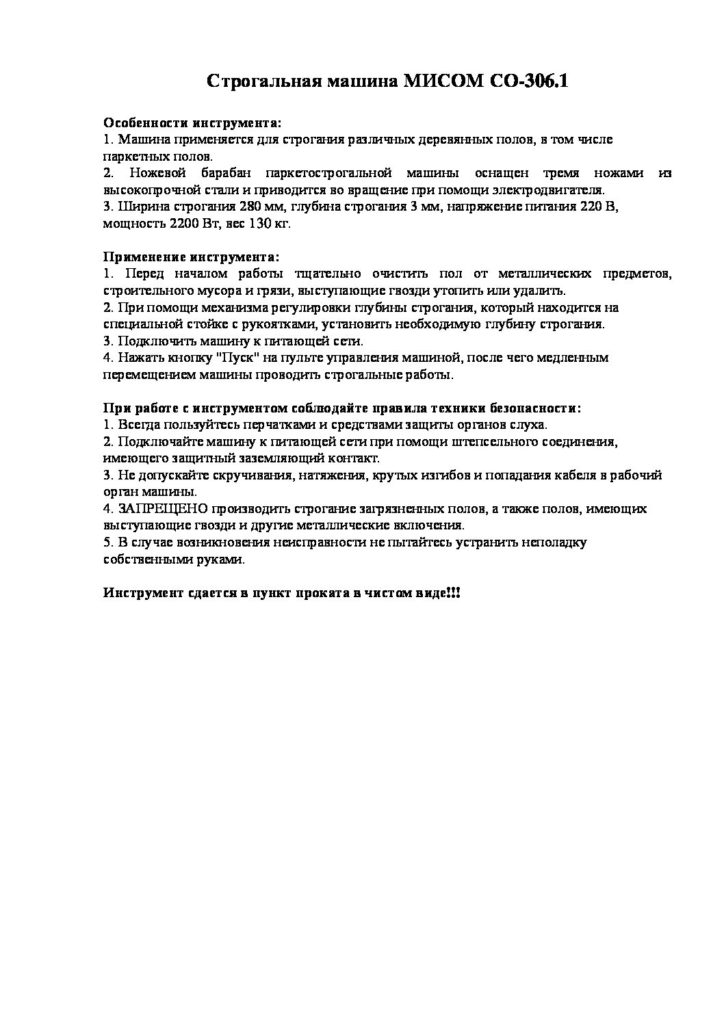 Строгальная машина МИСОМ СО-306.1
Особенности инструмента:
1. Машина применяется для строгания различных деревянных полов, в том числе
паркетных полов.
2. Ножевой барабан паркетострогальной машины оснащен тремя ножами из
высокопрочной стали и приводится во вращение при помощи электродвигателя.
3. Ширина строгания 280 мм, глубина строгания 3 мм, напряжение питания 220 В,
мощность 2200 Вт, вес 130 кг.
Применение инструмента:
1. Перед началом работы тщательно очистить пол от металлических предметов,
строительного мусора и грязи, выступающие гвозди утопить или удалить.
2. При помощи механизма регулировки глубины строгания, который находится на
специальной стойке с рукоятками, установить необходимую глубину строгания.
3. Подключить машину к питающей сети.
4. Нажать кнопку "Пуск" на пульте управления машиной, после чего медленным
перемещением машины проводить строгальные работы.
При работе с инструментом соблюдайте правила техники безопасности:
1. Всегда пользуйтесь перчатками и средствами защиты органов слуха.
2. Подключайте машину к питающей сети при помощи штепсельного соединения,
имеющего защитный заземляющий контакт.
3. Не допускайте скручивания, натяжения, крутых изгибов и попадания кабеля в рабочий
орган машины.
4. ЗАПРЕЩЕНО производить строгание загрязненных полов, а также полов, имеющих
выступающие гвозди и другие металлические включения.
5. В случае возникновения неисправности не пытайтесь устранить неполадку
собственными руками.
Инструмент сдается в пункт проката в чистом виде!!!